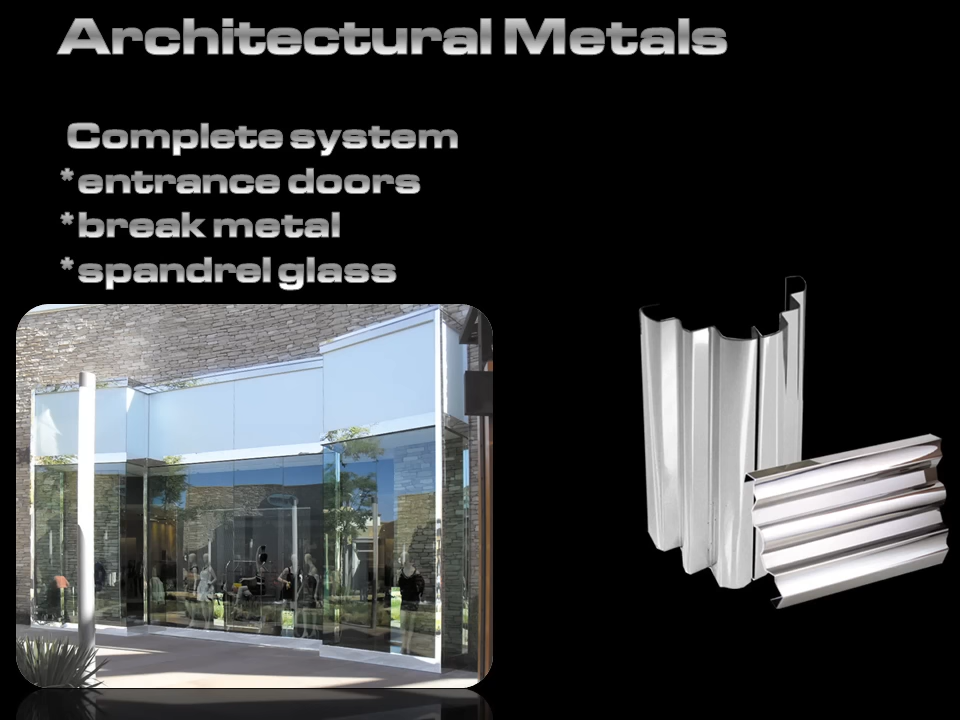 Architectural Metals
Complete system
*entrance doors
*break metal
*spandrel glass